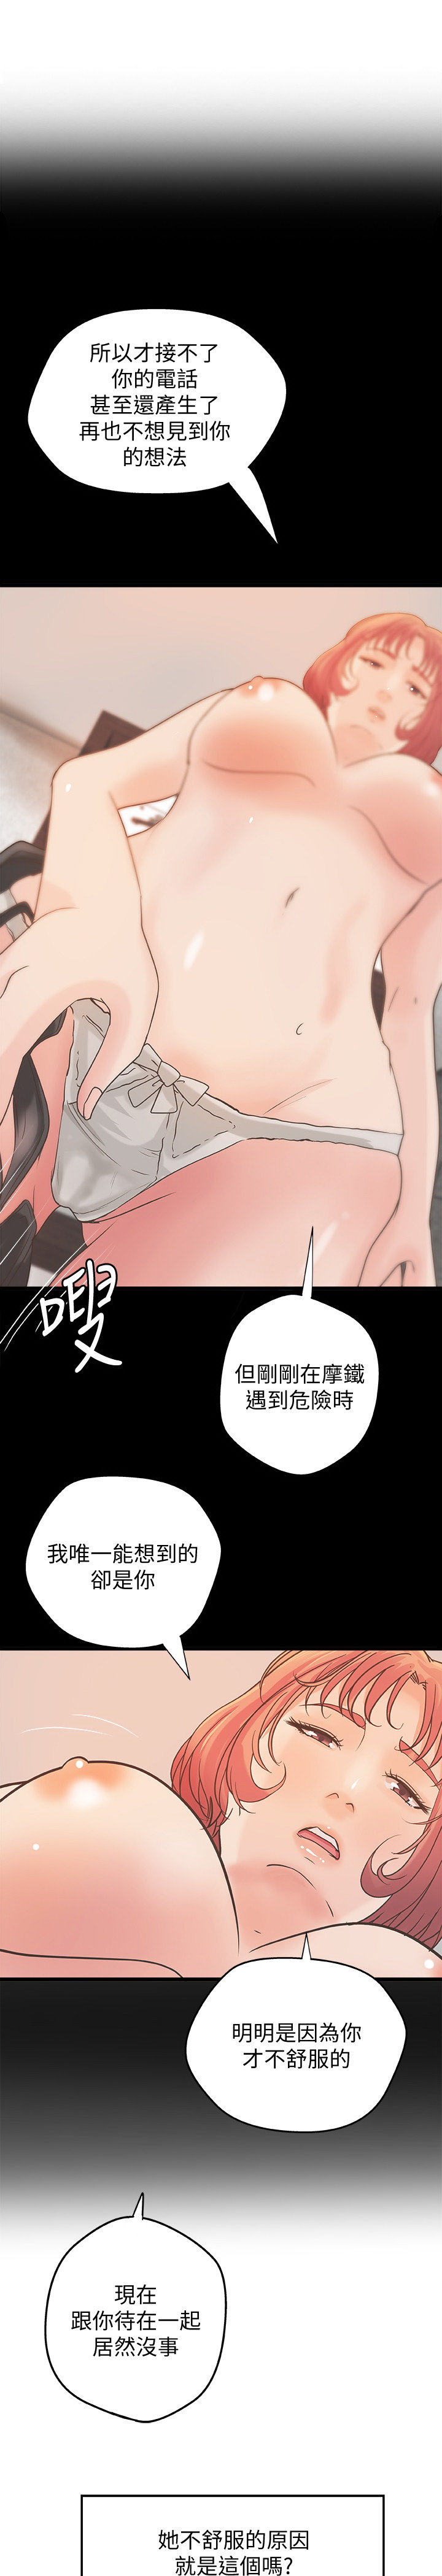 所以才接不了
你的電話
甚至還產生了
再也不想見到你
的想法
嗖
但剛剛在摩鐵
遇到危險時
我唯一能想到的
卻是你
明明是因為你
才不舒服的
現在
跟你待在一起
居然沒事
她不舒服的原因
就是這個嗎?